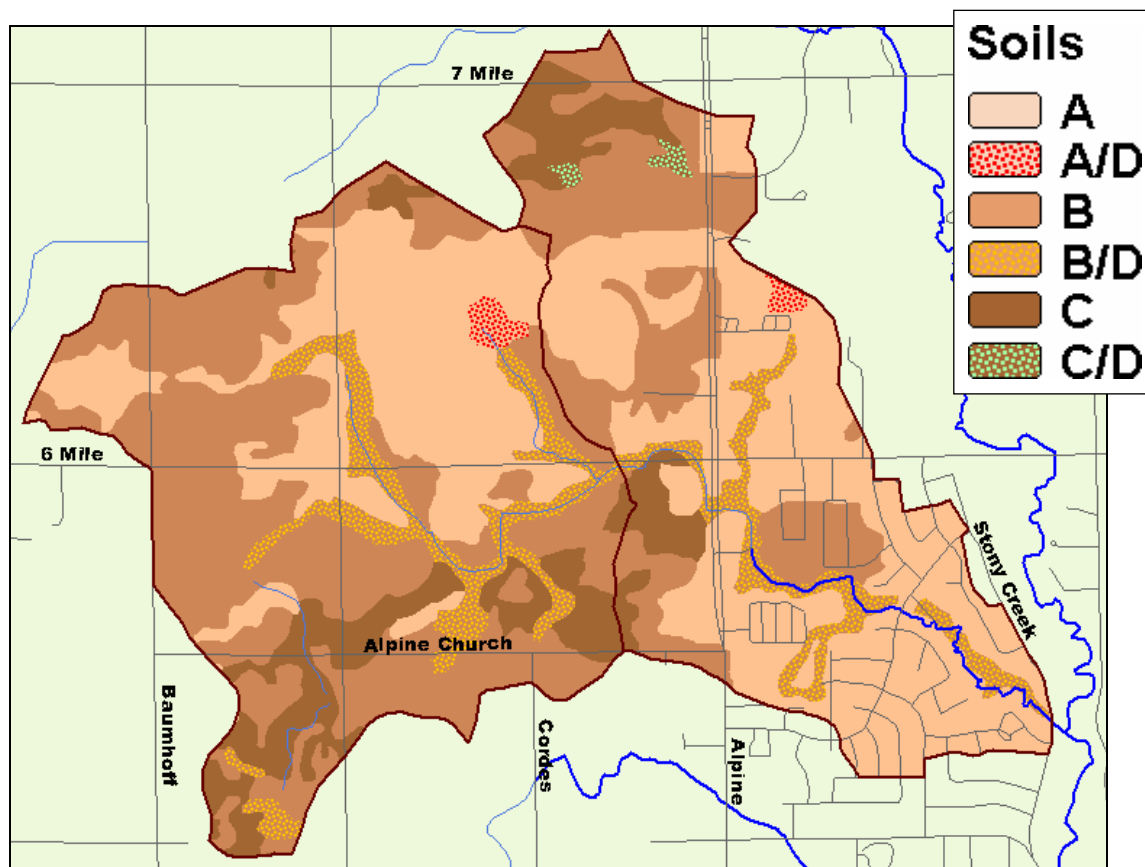 Soils
A
A/D
B
B/D
C
C/D
7 Mile
6 Mile
Stony Creek
Alpine Church
Baumhoff
Cordes
Alpine